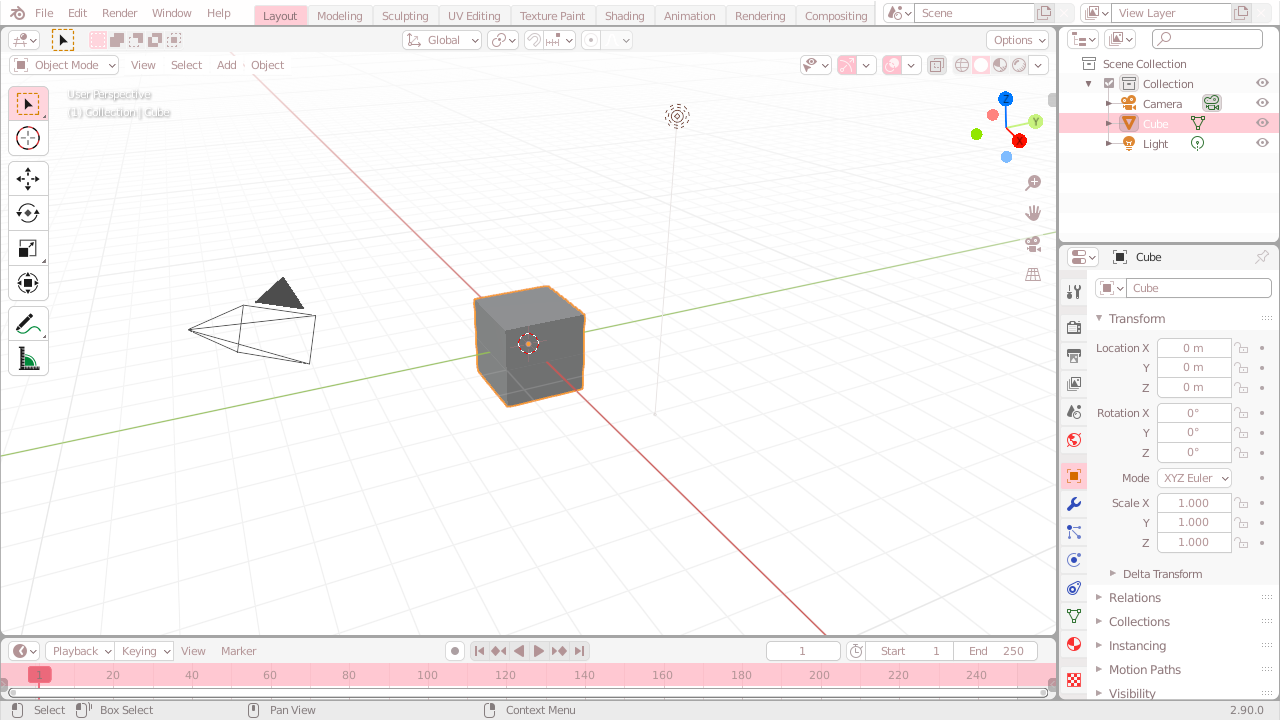 File Edit Render Window Help Layout Modeling Sculpting UV Editing Texture Paint Shading Animation Rendering Compositing Scene View Layer
Global Options
Object Mode View Select Add Object
User Perspective
(1) Collection | Cube
Z
Y
X
Scene Collection
Collection
Camera
Cube
Light
Cube
Cube
Transform
Location X 0 m
Y 0 m
Z 0 m
Rotation X 0°
Y 0°
Z 0°
Mode XYZ Euler
Scale X 1.000
Y 1.000
Z 1.000
Delta Transform
Relations
Collections
Instancing
Motion Paths
Visibility
Playback Keying View Marker 1 Start 1 End 250
1 20 40 60 80 100 120 140 160 180 200 220 240
Select Box Select Pan View Context Menu 2.90.0